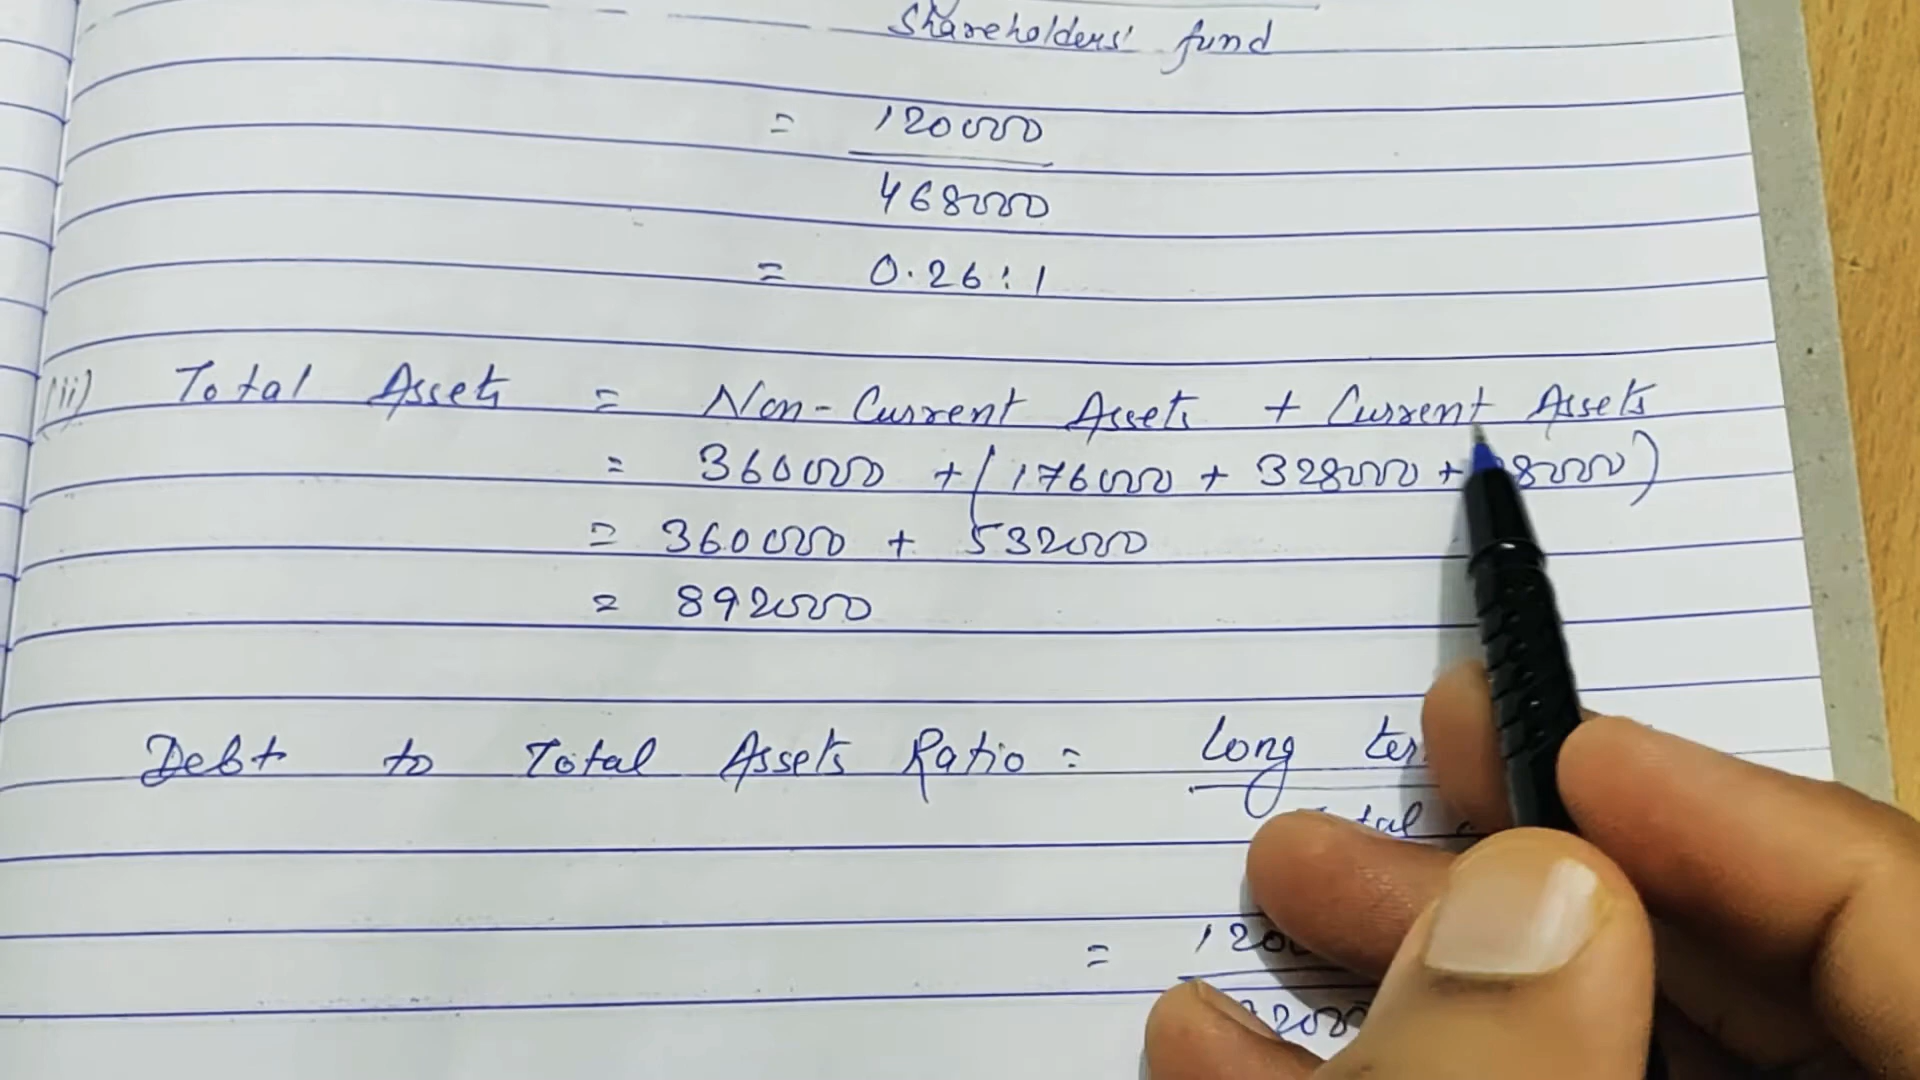 Shareholders' fund
= 120000
468000
= 0.26 : 1
(ii) Total Assets = Non-Current Assets + Current Assets
= 360000 + (176000 + 328000 + 8000)
= 360000 + 532000
= 892000
Debt to Total Assets Ratio = Long
=